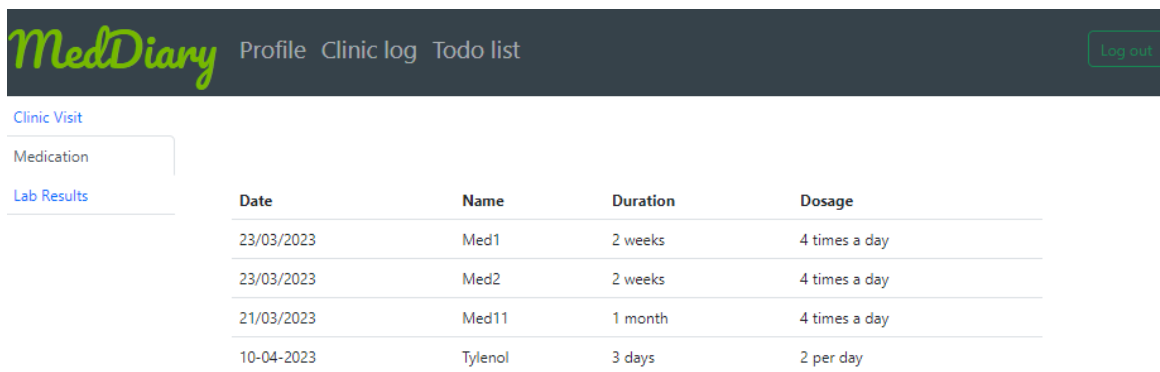 MedDiary Profile Clinic log Todo list Log out
Clinic Visit
Medication
Lab Results
Date Name Duration Dosage
23/03/2023 Med1 2 weeks 4 times a day
23/03/2023 Med2 2 weeks 4 times a day
21/03/2023 Med11 1 month 4 times a day
10-04-2023 Tylenol 3 days 2 per day